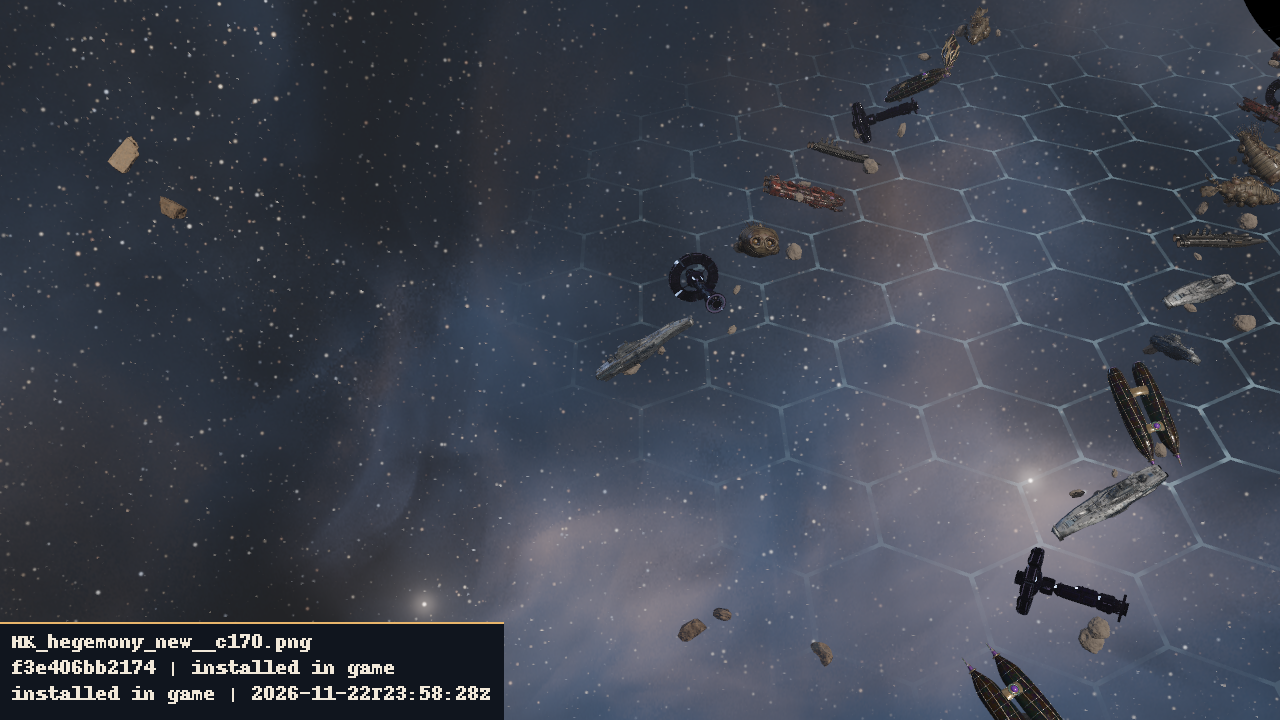 HK_hegemony_new__c170.png
f3e406bb2174 | installed in game
installed in game | 2026-11-22T23:58:28Z